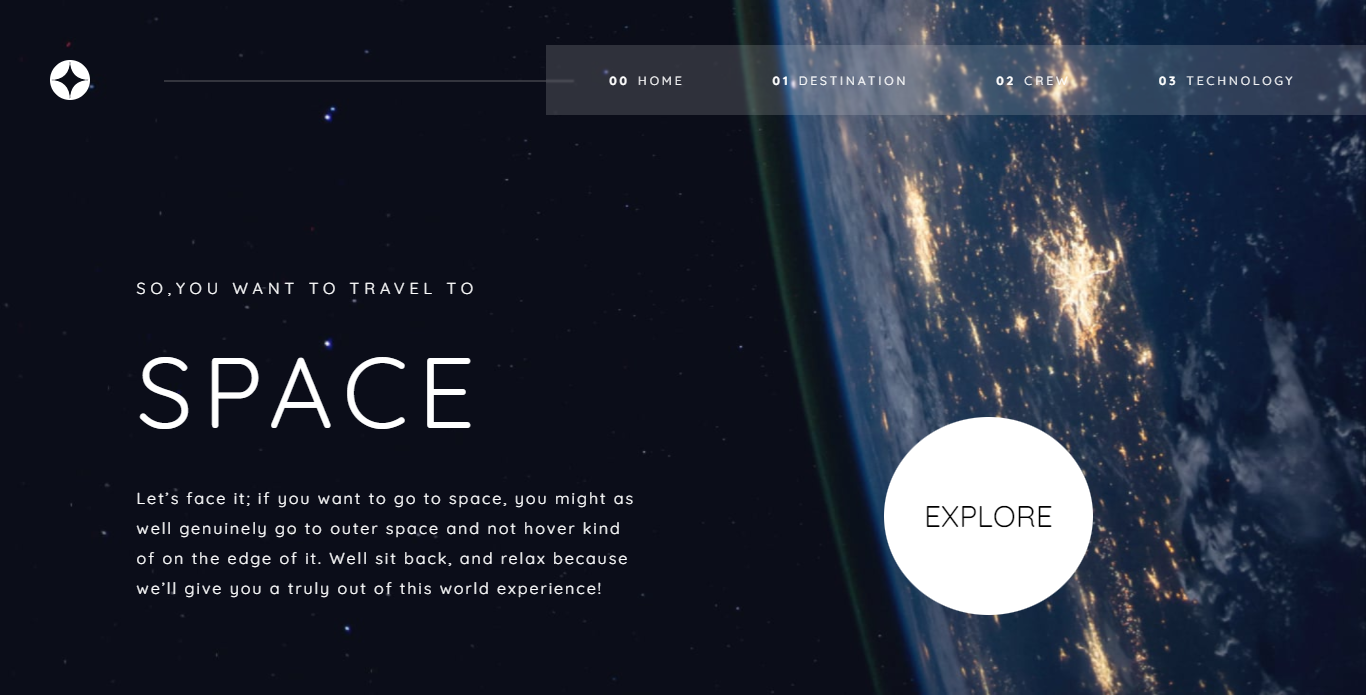 00 HOME 01 DESTINATION 02 CREW 03 TECHNOLOGY
SO,YOU WANT TO TRAVEL TO
SPACE
Let’s face it; if you want to go to space, you might as
well genuinely go to outer space and not hover kind
of on the edge of it. Well sit back, and relax because
we’ll give you a truly out of this world experience!
EXPLORE